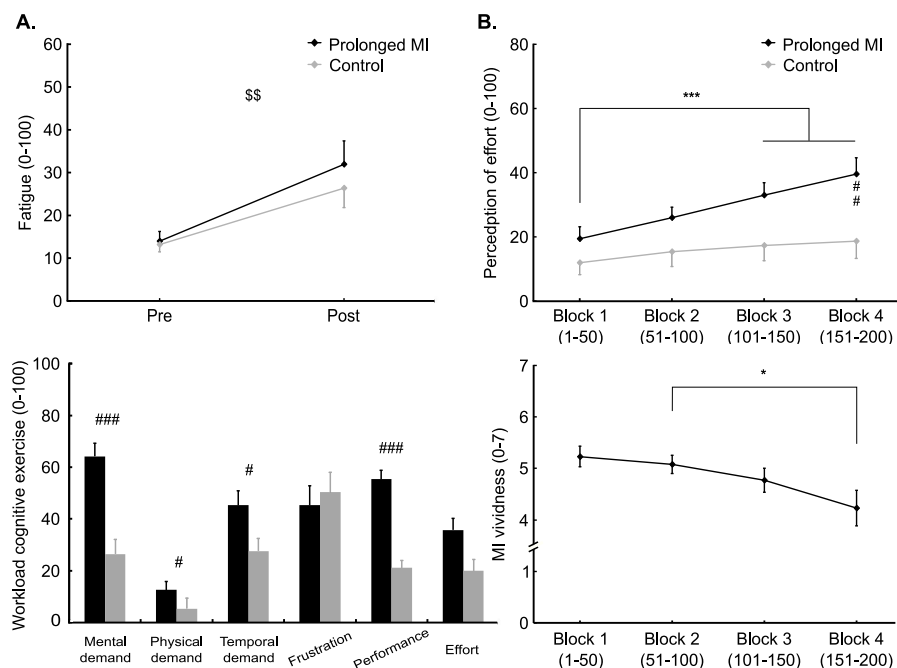 A.
Prolonged MI
Control
Fatigue (0-100)
60
50
40
30
20
10
0
$$
Pre
Post
B.
Prolonged MI
Control
Percedption of effort (0-100)
80
60
40
20
0
***
#
#
Block 1
(1-50)
Block 2
(51-100)
Block 3
(101-150)
Block 4
(151-200)
Workload cognitive exercise (0-100)
100
80
60
40
20
0
###
#
#
###
Mental
demand
Physical
demand
Temporal
demand
Frustration
Performance
Effort
MI vividness (0-7)
7
6
5
4
0
*
Block 1
(1-50)
Block 2
(51-100)
Block 3
(101-150)
Block 4
(151-200)